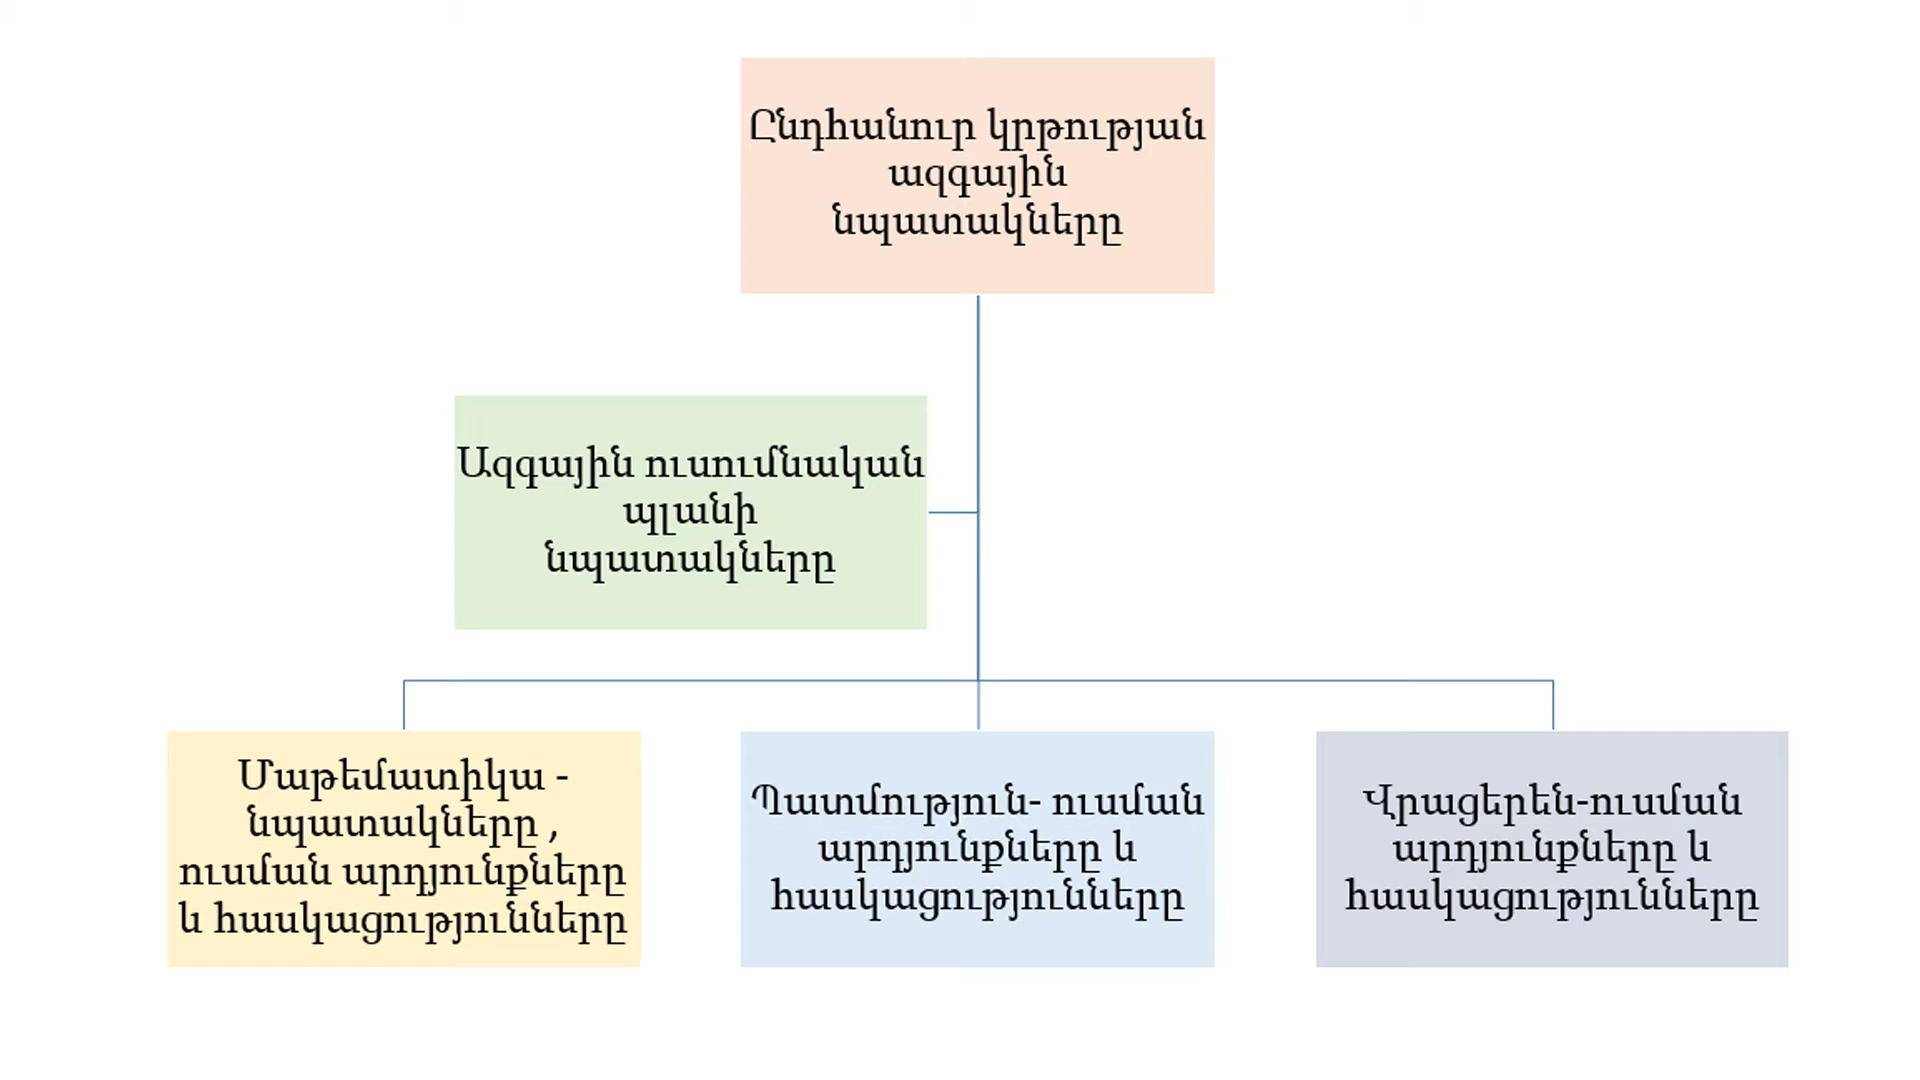 Ընդհանուր կրթության
ազգային
նպատակները
Ազգային ուսումնական
պլանի
նպատակները
Մաթեմատիկա -
նպատակները ,
ուսման արդյունքները
և հասկացությունները
Պատմություն- ուսման
արդյունքները և
հասկացությունները
Վրացերեն-ուսման
արդյունքները և
հասկացությունները